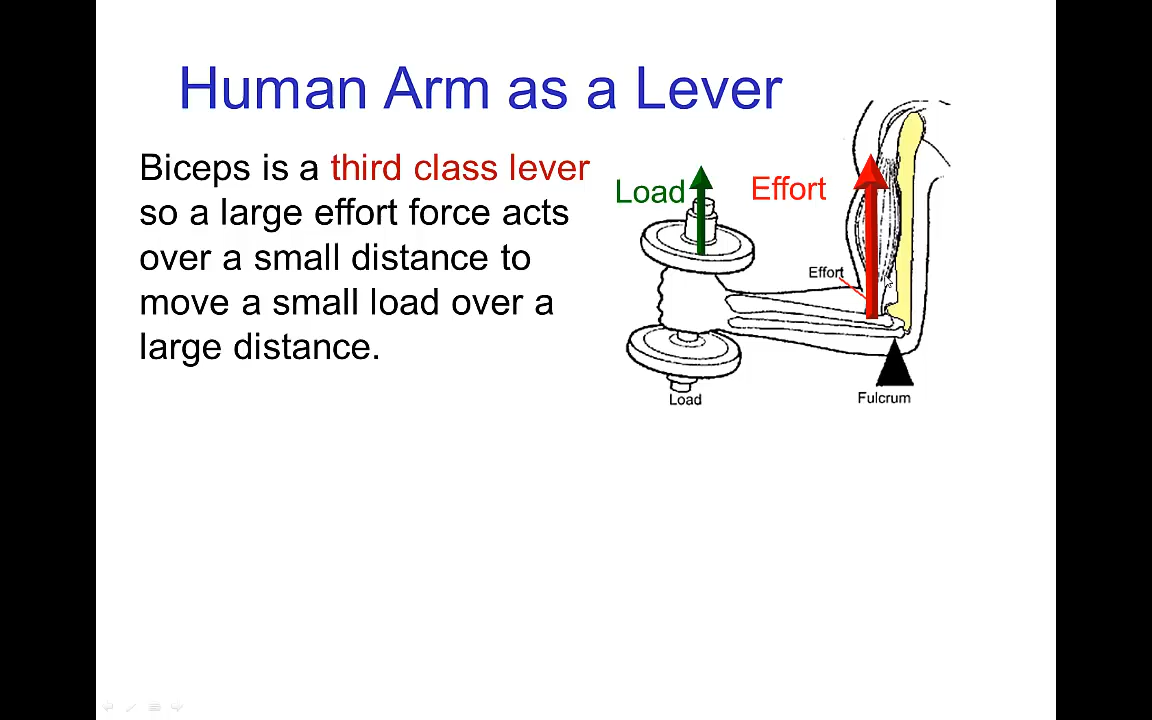 Human Arm as a Lever
Biceps is a third class lever
so a large effort force acts
over a small distance to
move a small load over a
large distance.
Load
Effort
Effort
Load
Fulcrum